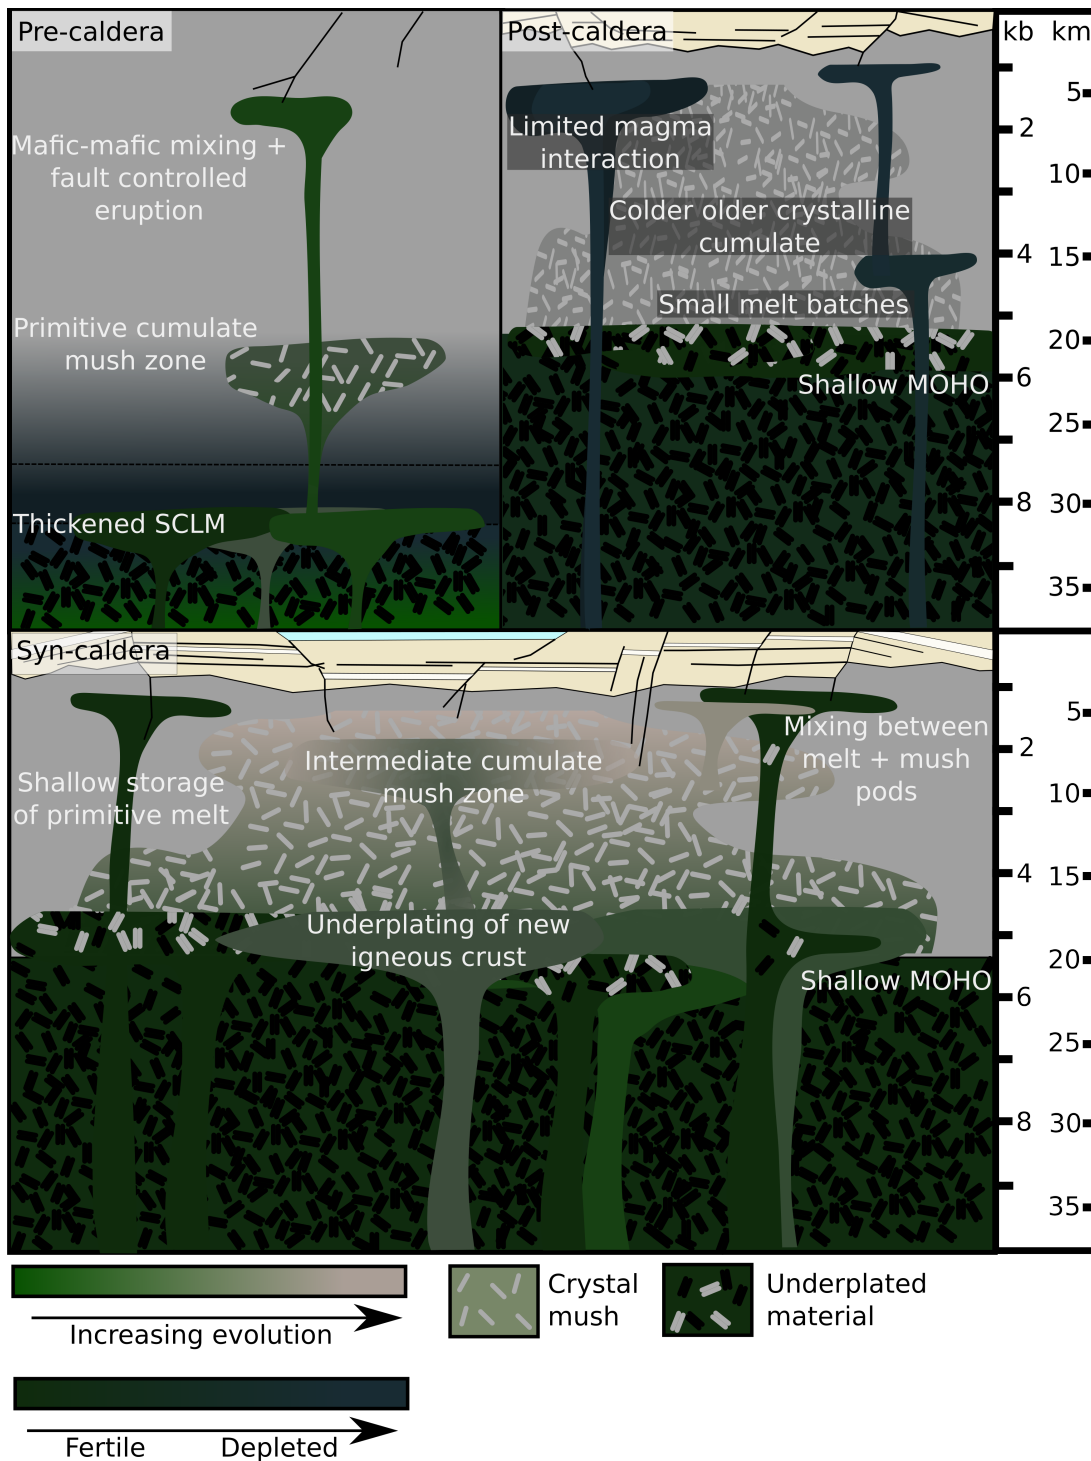 Pre-caldera
Mafic-mafic mixing +
fault controlled
eruption
Primitive cumulate
mush zone
Thickened SCLM
Post-caldera
Limited magma
interaction
Colder older crystalline
cumulate
Small melt batches
Shallow MOHO
kb km
5
2
10
4
15
20
6
25
8
30
35
Syn-caldera
Shallow storage
of primitive melt
Intermediate cumulate
mush zone
Mixing between
melt + mush
pods
Underplating of new
igneous crust
Shallow MOHO
5
2
10
4
15
20
6
25
8
30
35
Increasing evolution
Crystal
mush
Underplated
material
Fertile Depleted